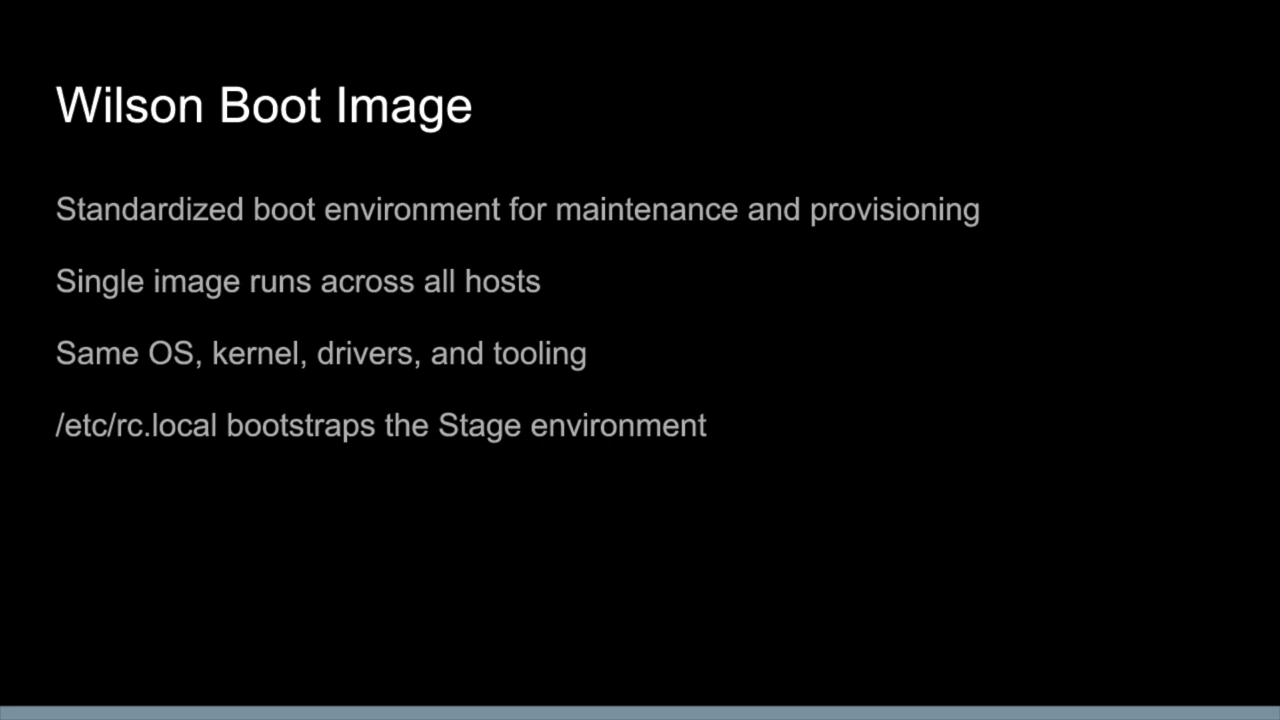 Wilson Boot Image
Standardized boot environment for maintenance and provisioning
Single image runs across all hosts
Same OS, kernel, drivers, and tooling
/etc/rc.local bootstraps the Stage environment